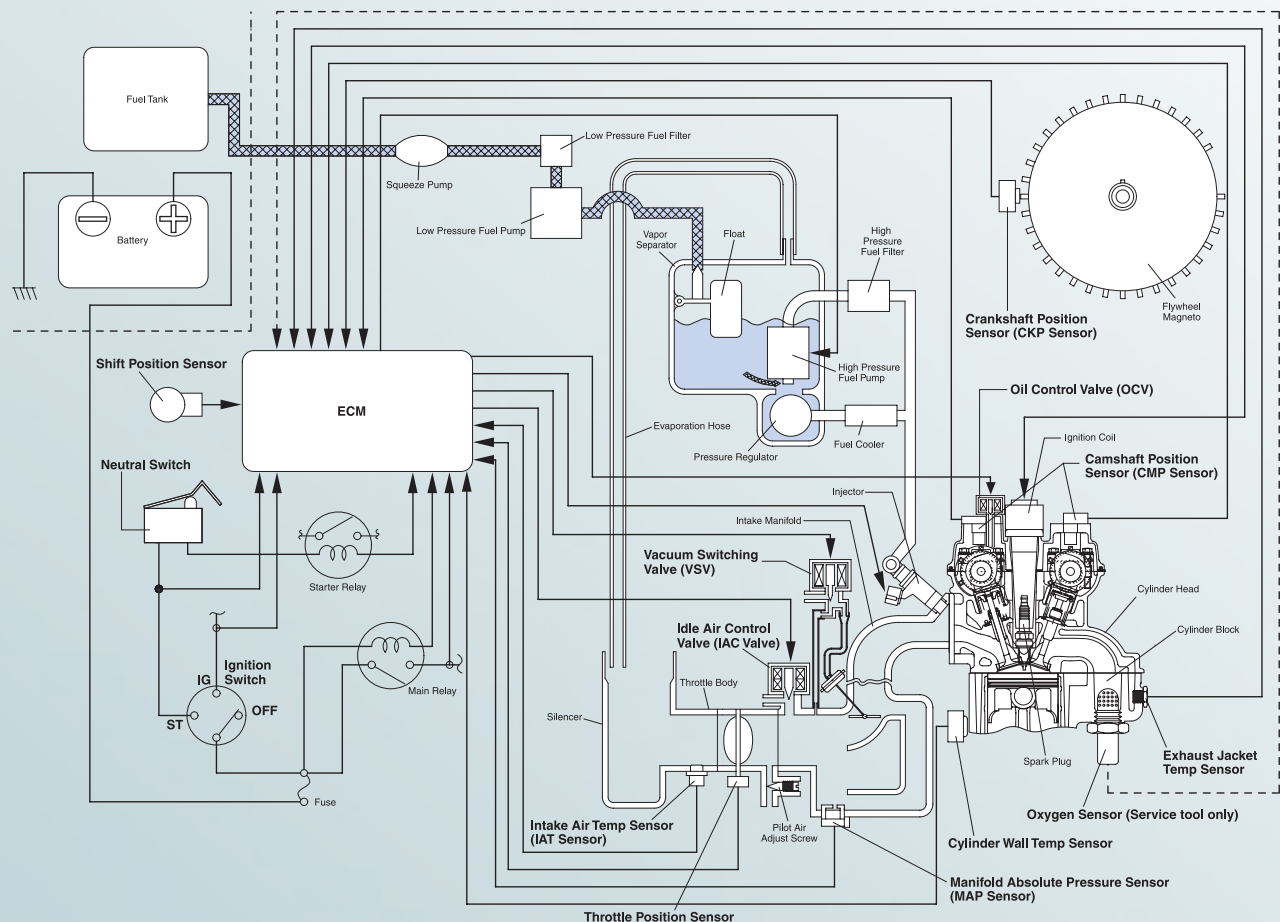 Fuel Tank
Low Pressure Fuel Filter
Squeeze Pump
Low Pressure Fuel Pump
Battery
Vapor
Separator
Float
High
Pressure
Fuel Filter
Flywheel
Magneto
Crankshaft Position
Sensor (CKP Sensor)
Shift Position Sensor
ECM
High Pressure
Fuel Pump
Oil Control Valve (OCV)
Evaporation Hose
Fuel Cooler
Pressure Regulator
Ignition Coil
Camshaft Position
Sensor (CMP Sensor)
Neutral Switch
Injector
Intake Manifold
Starter Relay
Vacuum Switching
Valve (VSV)
Cylinder Head
Cylinder Block
Idle Air Control
Valve (IAC Valve)
IG
Ignition
Switch
Main Relay
Throttle Body
ST
OFF
Silencer
Spark Plug
Exhaust Jacket
Temp Sensor
Fuse
Intake Air Temp Sensor
(IAT Sensor)
Pilot Air
Adjust Screw
Oxygen Sensor (Service tool only)
Cylinder Wall Temp Sensor
Manifold Absolute Pressure Sensor
(MAP Sensor)
Throttle Position Sensor